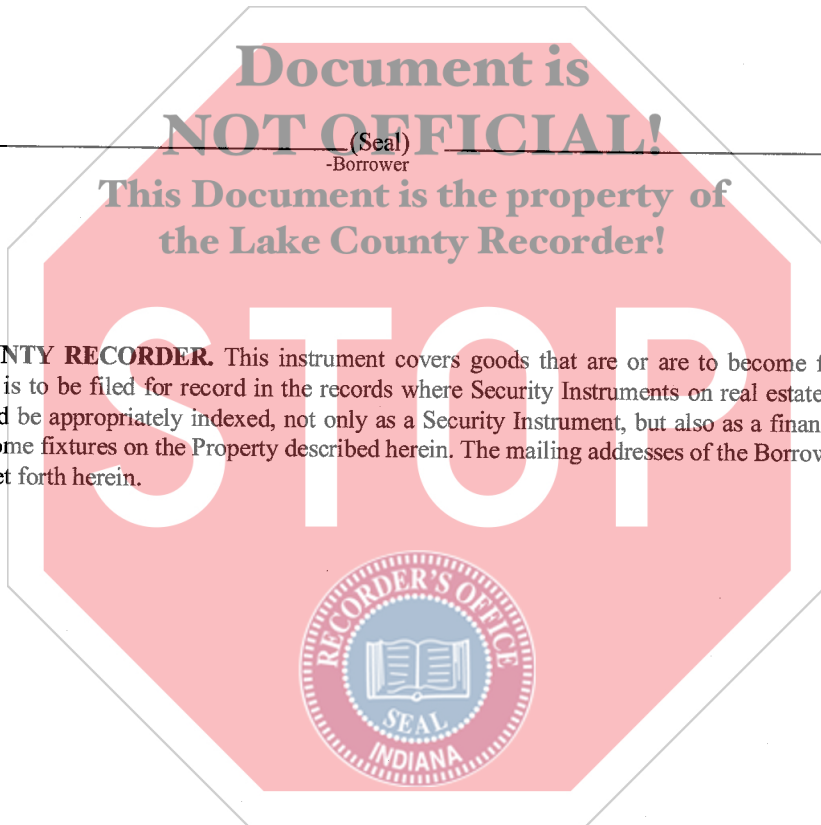 Document is
NOT OFFICIAL!
(Seal)
-Borrower
This Document is the property of
the Lake County Recorder!
STOP
NTY RECORDER. This instrument covers goods that are or are to become f
is to be filed for record in the records where Security Instruments on real estate
d be appropriately indexed, not only as a Security Instrument, but also as a finan
ome fixtures on the Property described herein. The mailing addresses of the Borrow
et forth herein.
RECORDER'S OFFICE
SEAL
INDIANA